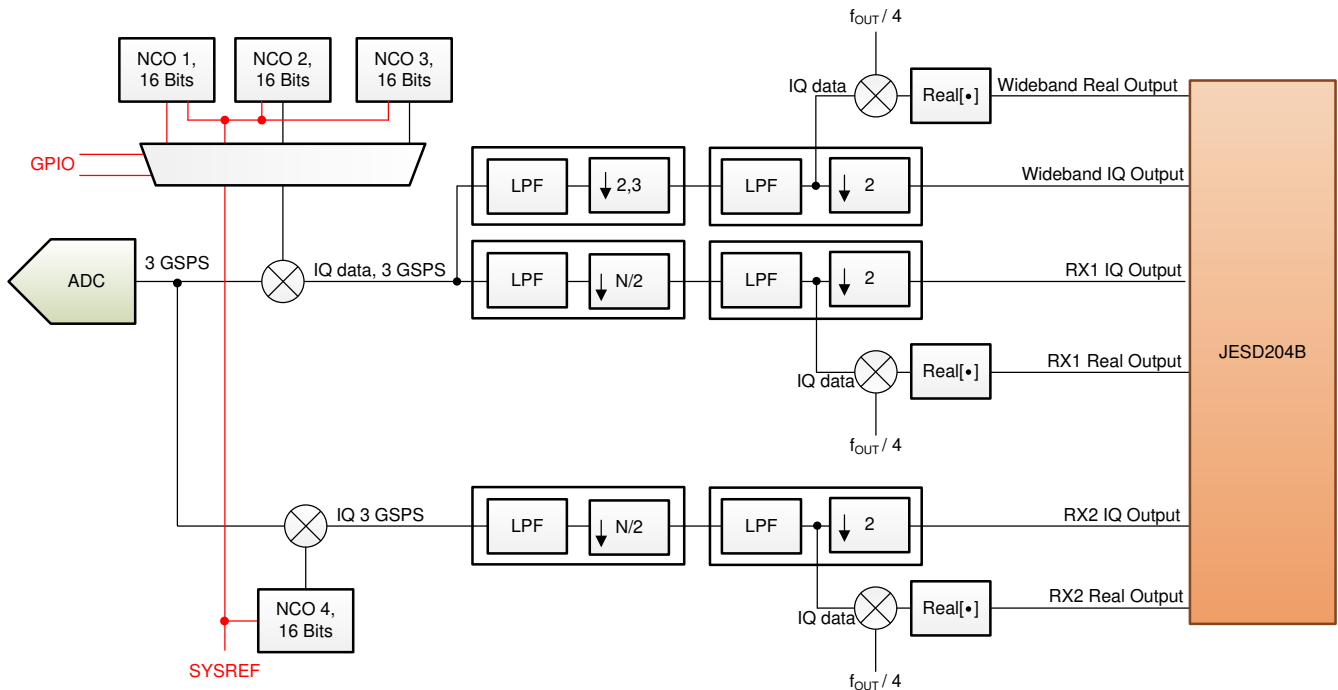 f_OUT / 4
NCO 1,
16 Bits
NCO 2,
16 Bits
NCO 3,
16 Bits
IQ data
Real[•]
Wideband Real Output
GPIO
LPF
↓ 2,3
LPF
↓ 2
Wideband IQ Output
ADC
3 GSPS
IQ data, 3 GSPS
LPF
↓ N/2
LPF
↓ 2
RX1 IQ Output
JESD204B
IQ data
Real[•]
RX1 Real Output
f_OUT / 4
IQ 3 GSPS
LPF
↓ N/2
LPF
↓ 2
RX2 IQ Output
NCO 4,
16 Bits
IQ data
Real[•]
RX2 Real Output
SYSREF
f_OUT / 4